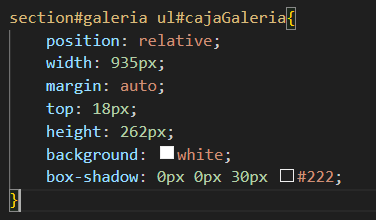 section#galeria ul#cajaGaleria{
position: relative;
width: 935px;
margin: auto;
top: 18px;
height: 262px;
background: white;
box-shadow: 0px 0px 30px #222;
}